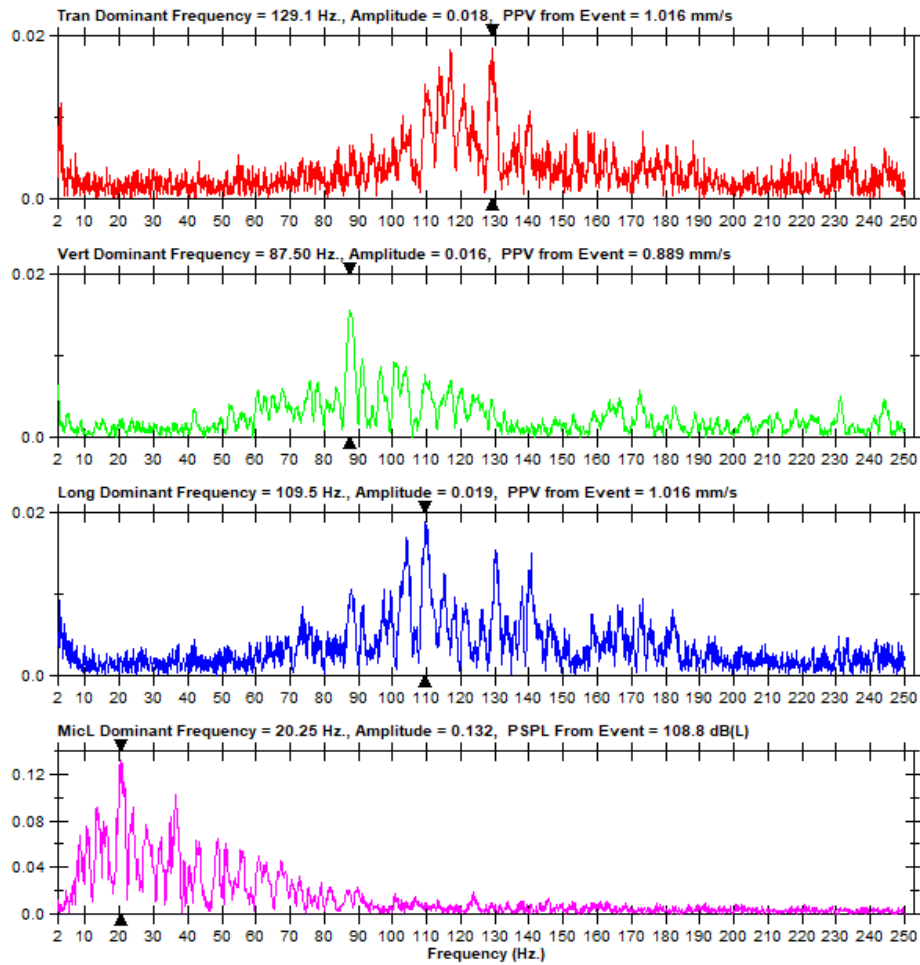 Tran Dominant Frequency = 129.1 Hz., Amplitude = 0.018, PPV from Event = 1.016 mm/s
0.02
0.0
2 10 20 30 40 50 60 70 80 90 100 110 120 130 140 150 160 170 180 190 200 210 220 230 240 250
Vert Dominant Frequency = 87.50 Hz., Amplitude = 0.016, PPV from Event = 0.889 mm/s
0.02
0.0
2 10 20 30 40 50 60 70 80 90 100 110 120 130 140 150 160 170 180 190 200 210 220 230 240 250
Long Dominant Frequency = 109.5 Hz., Amplitude = 0.019, PPV from Event = 1.016 mm/s
0.02
0.0
2 10 20 30 40 50 60 70 80 90 100 110 120 130 140 150 160 170 180 190 200 210 220 230 240 250
MicL Dominant Frequency = 20.25 Hz., Amplitude = 0.132, PSPL From Event = 108.8 dB(L)
0.12
0.08
0.04
0.0
2 10 20 30 40 50 60 70 80 90 100 110 120 130 140 150 160 170 180 190 200 210 220 230 240 250
Frequency (Hz.)